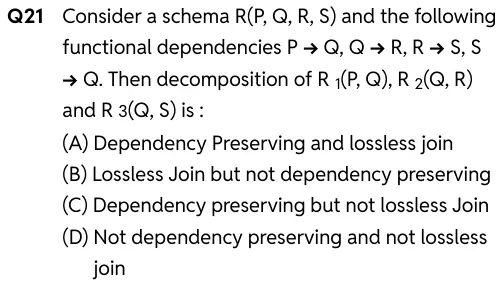 Q21 Consider a schema R(P, Q, R, S) and the following
functional dependencies P → Q, Q → R, R → S, S
→ Q. Then decomposition of R 1(P, Q), R 2(Q, R)
and R 3(Q, S) is :
(A) Dependency Preserving and lossless join
(B) Lossless Join but not dependency preserving
(C) Dependency preserving but not lossless Join
(D) Not dependency preserving and not lossless
join